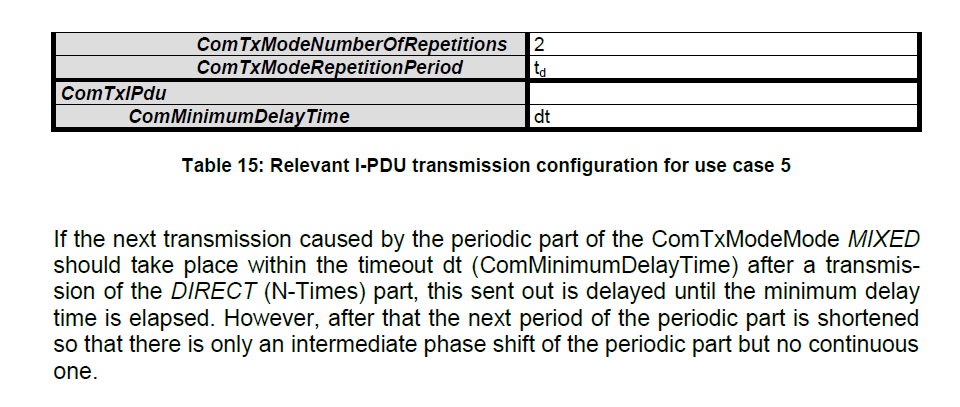 ComTxModeNumberOfRepetitions 2
ComTxModeRepetitionPeriod td
ComTxIPdu
ComMinimumDelayTime dt
Table 15: Relevant I-PDU transmission configuration for use case 5
If the next transmission caused by the periodic part of the ComTxModeMode MIXED
should take place within the timeout dt (ComMinimumDelayTime) after a transmis-
sion of the DIRECT (N-Times) part, this sent out is delayed until the minimum delay
time is elapsed. However, after that the next period of the periodic part is shortened
so that there is only an intermediate phase shift of the periodic part but no continuous
one.